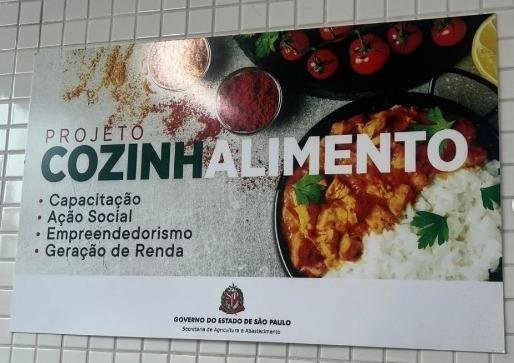 PROJETO
COZINHALIMENTO
• Capacitação
• Ação Social
• Empreendedorismo
• Geração de Renda
GOVERNO DO ESTADO DE SÃO PAULO
Secretaria de Agricultura e Abastecimento